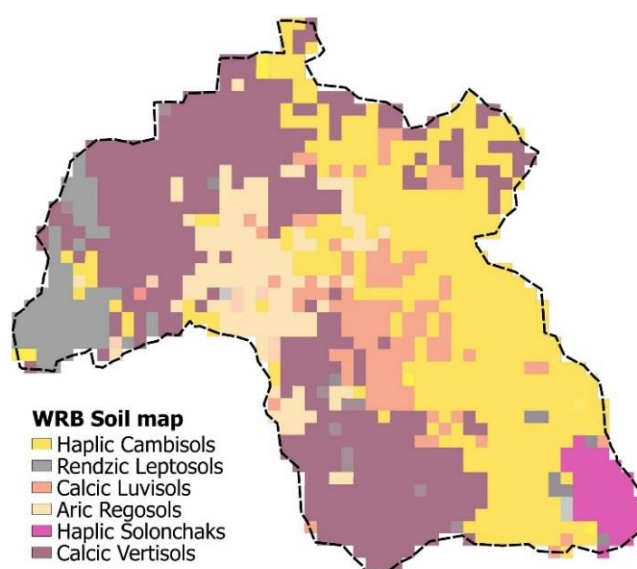 WRB Soil map
Haplic Cambisols
Rendzic Leptosols
Calcic Luvisols
Aric Regosols
Haplic Solonchaks
Calcic Vertisols